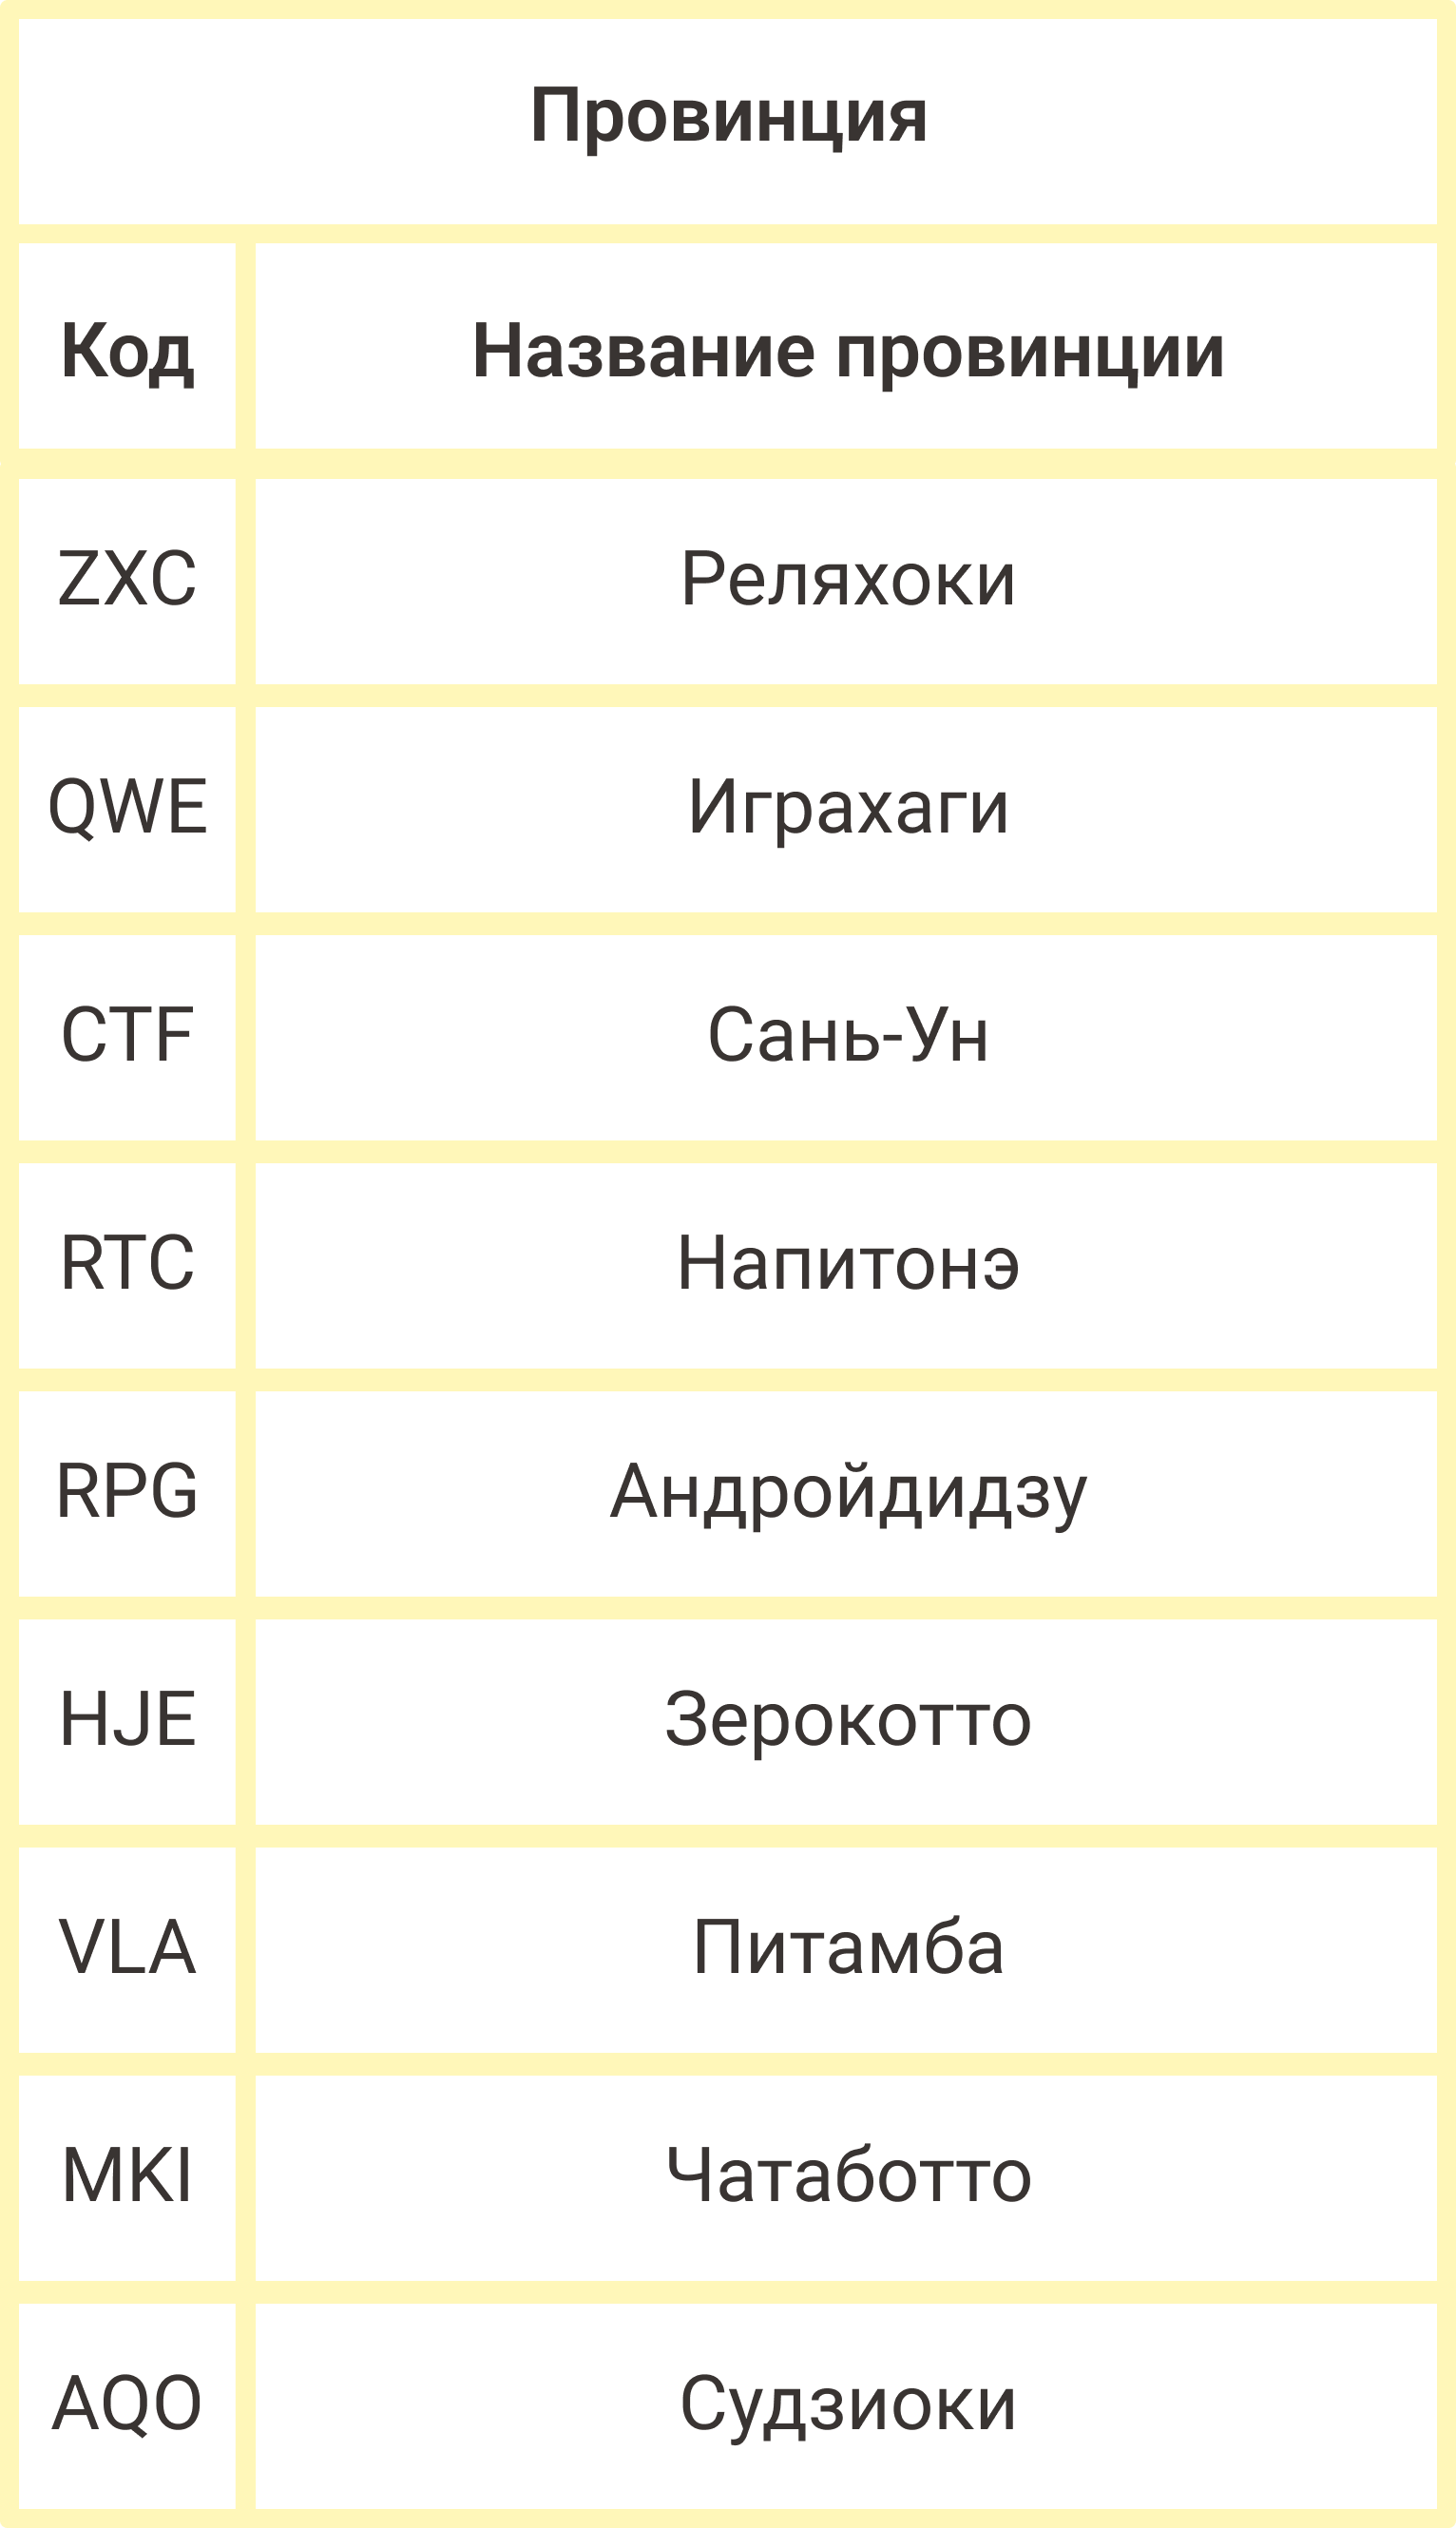 Провинция
Код Название провинции
ZXC Реляхоки
QWE Играхаги
CTF Сань-Ун
RTC Напитонэ
RPG Андройдидзу
HJE Зерокотто
VLA Питамба
MKI Чатаботто
AQO Судзиоки